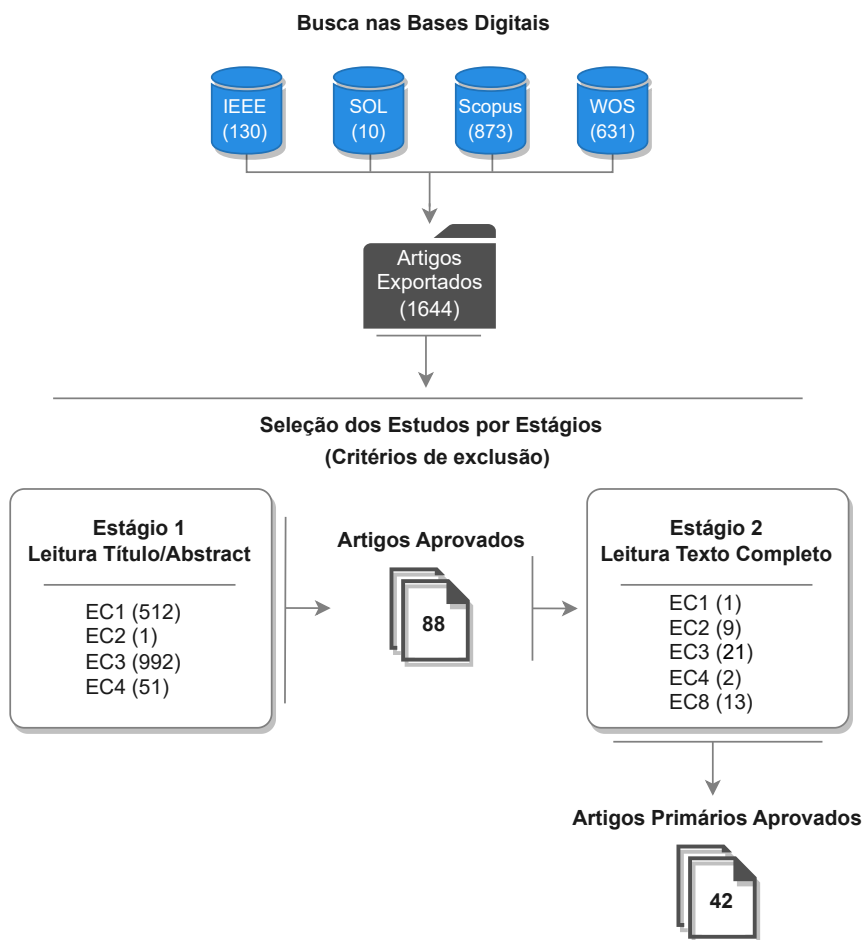 Busca nas Bases Digitais
IEEE
(130)
SOL
(10)
Scopus
(873)
WOS
(631)
Artigos
Exportados
(1644)
Seleção dos Estudos por Estágios
(Critérios de exclusão)
Estágio 1
Leitura Título/Abstract
EC1 (512)
EC2 (1)
EC3 (992)
EC4 (51)
Artigos Aprovados
88
Estágio 2
Leitura Texto Completo
EC1 (1)
EC2 (9)
EC3 (21)
EC4 (2)
EC8 (13)
Artigos Primários Aprovados
42